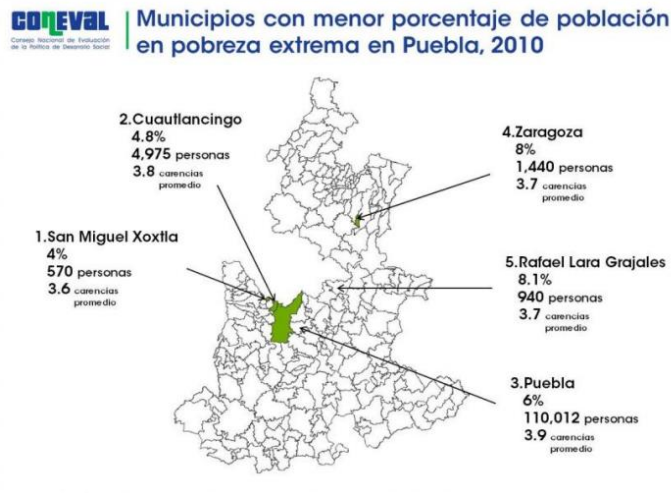 CONEVAL
Consejo Nacional de Evaluación
de la Política de Desarrollo Social
Municipios con menor porcentaje de población
en pobreza extrema en Puebla, 2010
2.Cuautlancingo
4.8%
4,975 personas
3.8 carencias
promedio
4.Zaragoza
8%
1,440 personas
3.7 carencias
promedio
1.San Miguel Xoxtla
4%
570 personas
3.6 carencias
promedio
5.Rafael Lara Grajales
8.1%
940 personas
3.7 carencias
promedio
3.Puebla
6%
110,012 personas
3.9 carencias
promedio